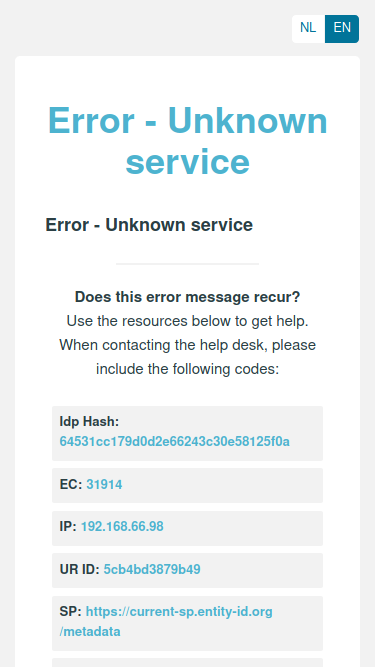 NL EN
Error - Unknown
service
Error - Unknown service
Does this error message recur?
Use the resources below to get help.
When contacting the help desk, please
include the following codes:
Idp Hash:
64531cc179d0d2e66243c30e58125f0a
EC: 31914
IP: 192.168.66.98
UR ID: 5cb4bd3879b49
SP: https://current-sp.entity-id.org
/metadata